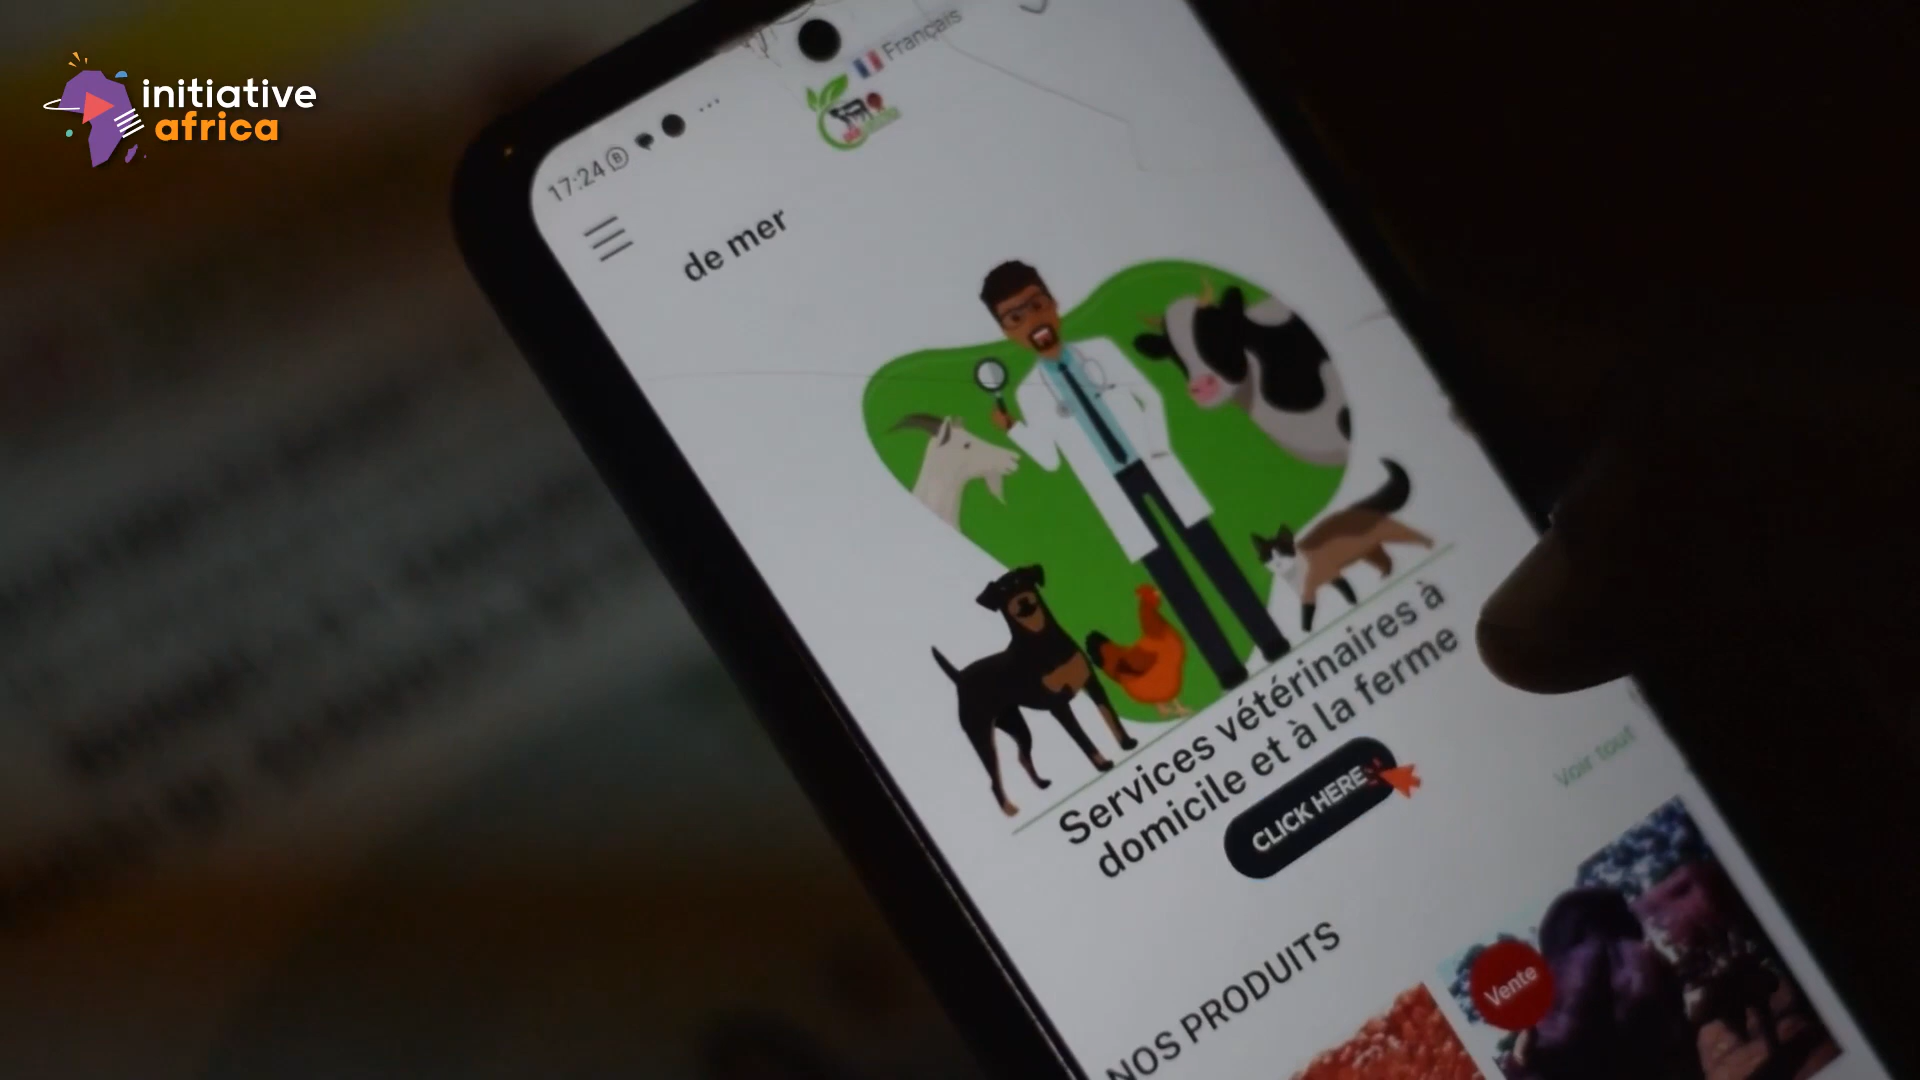 initiative
africa
Français
17:24
de mer
Services vétérinaires à
domicile et à la ferme
CLICK HERE
Voir tout
NOS PRODUITS
Vente